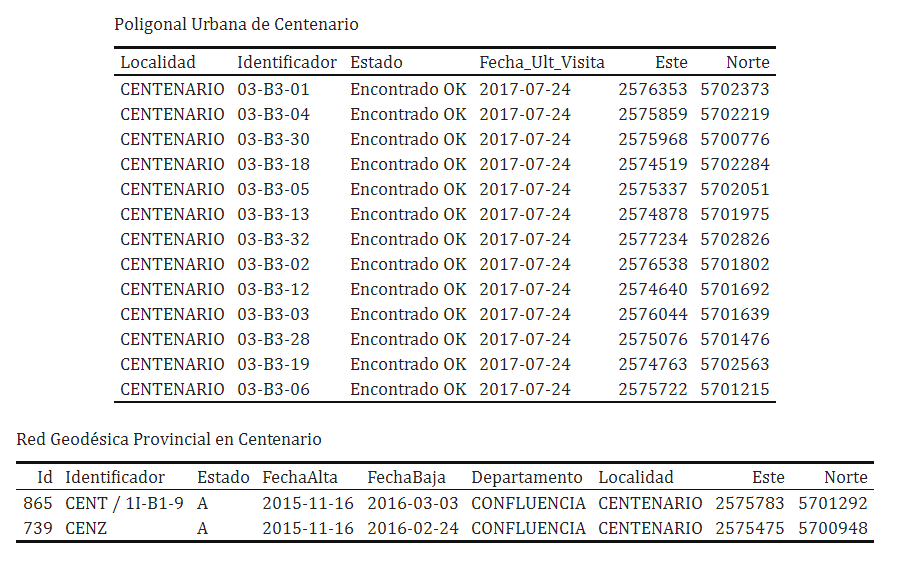 Poligonal Urbana de Centenario
Localidad Identificador Estado Fecha_Ult_Visita Este Norte
CENTENARIO 03-B3-01 Encontrado OK 2017-07-24 2576353 5702373
CENTENARIO 03-B3-04 Encontrado OK 2017-07-24 2575859 5702219
CENTENARIO 03-B3-30 Encontrado OK 2017-07-24 2575968 5700776
CENTENARIO 03-B3-18 Encontrado OK 2017-07-24 2574519 5702284
CENTENARIO 03-B3-05 Encontrado OK 2017-07-24 2575337 5702051
CENTENARIO 03-B3-13 Encontrado OK 2017-07-24 2574878 5701975
CENTENARIO 03-B3-32 Encontrado OK 2017-07-24 2577234 5702826
CENTENARIO 03-B3-02 Encontrado OK 2017-07-24 2576538 5701802
CENTENARIO 03-B3-12 Encontrado OK 2017-07-24 2574640 5701692
CENTENARIO 03-B3-03 Encontrado OK 2017-07-24 2576044 5701639
CENTENARIO 03-B3-28 Encontrado OK 2017-07-24 2575076 5701476
CENTENARIO 03-B3-19 Encontrado OK 2017-07-24 2574763 5702563
CENTENARIO 03-B3-06 Encontrado OK 2017-07-24 2575722 5701215
Red Geodésica Provincial en Centenario
Id Identificador Estado FechaAlta FechaBaja Departamento Localidad Este Norte
865 CENT / 1I-B1-9 A 2015-11-16 2016-03-03 CONFLUENCIA CENTENARIO 2575783 5701292
739 CENZ A 2015-11-16 2016-02-24 CONFLUENCIA CENTENARIO 2575475 5700948